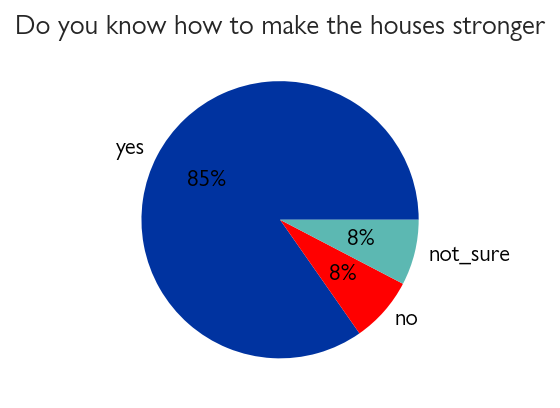 Do you know how to make the houses stronger
yes
85%
8%
not_sure
8%
no